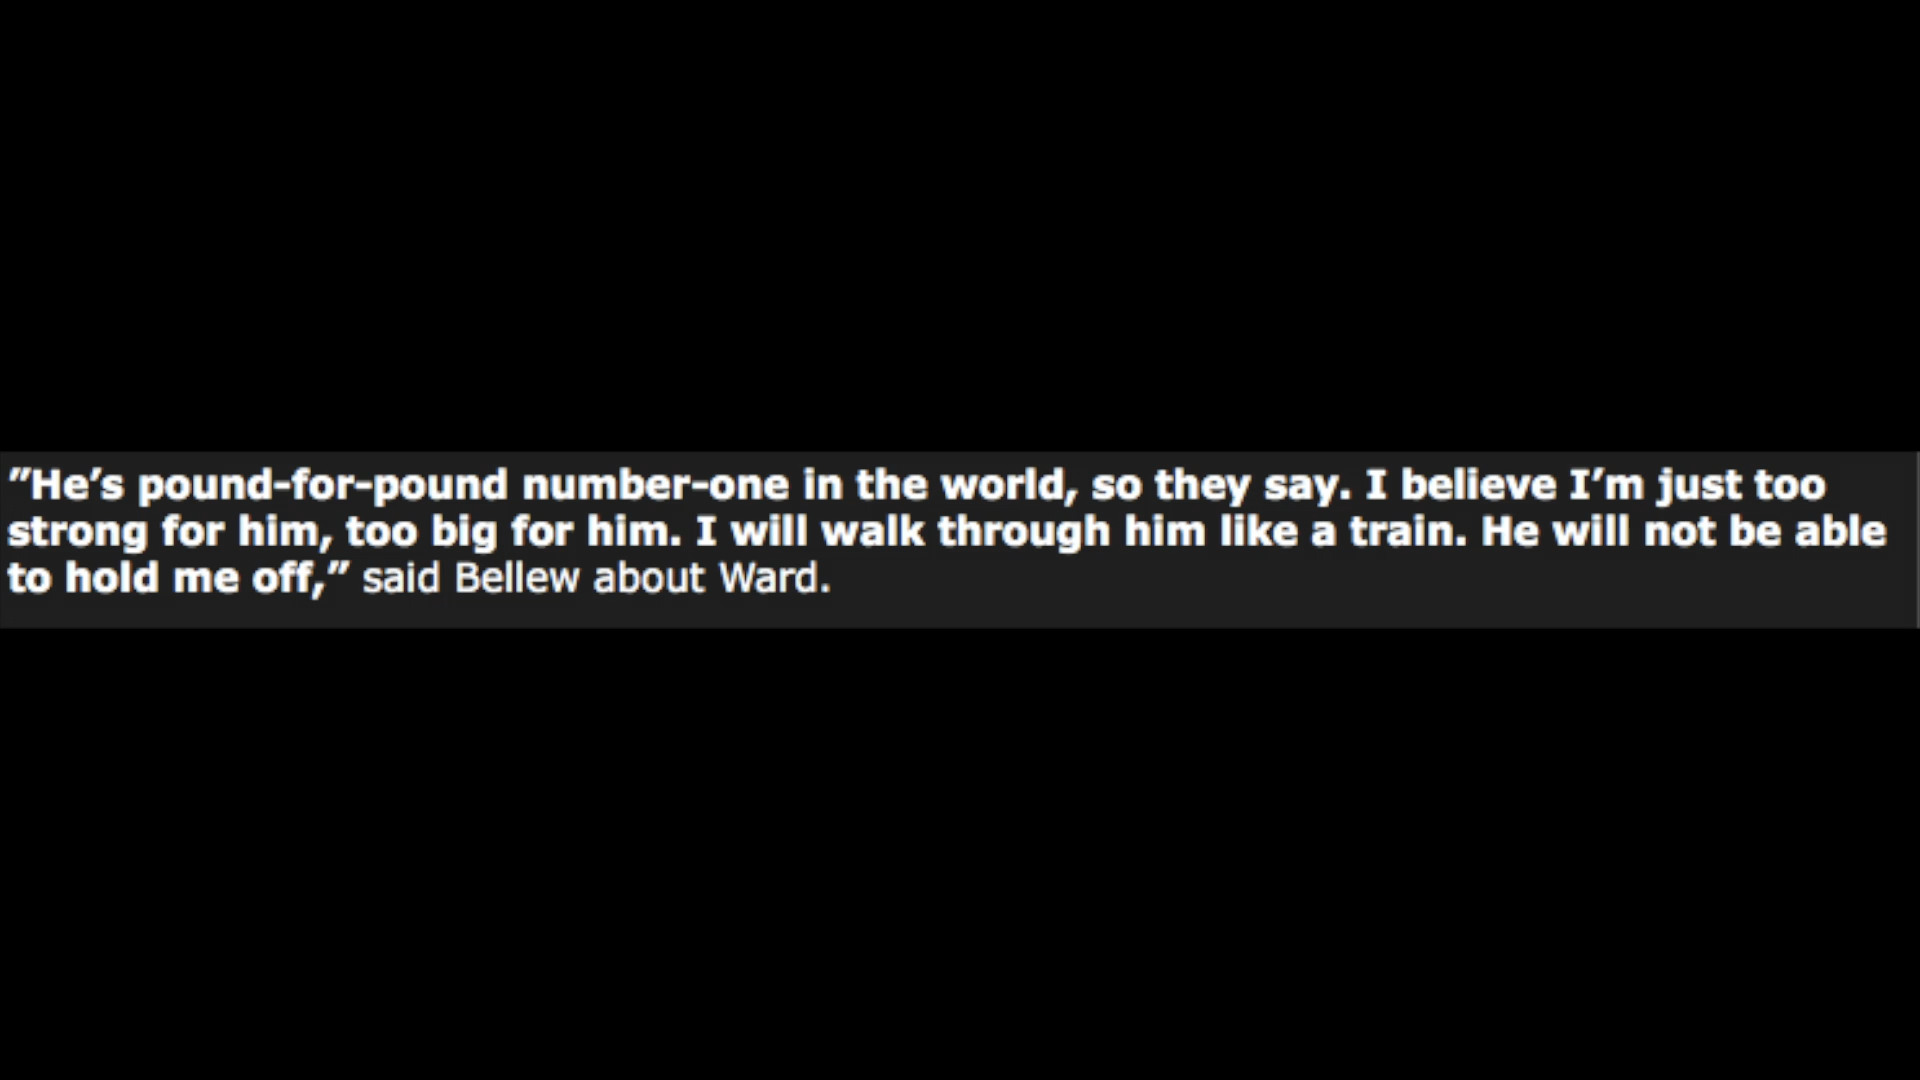 ”He’s pound-for-pound number-one in the world, so they say. I believe I’m just too
strong for him, too big for him. I will walk through him like a train. He will not be able
to hold me off,” said Bellew about Ward.